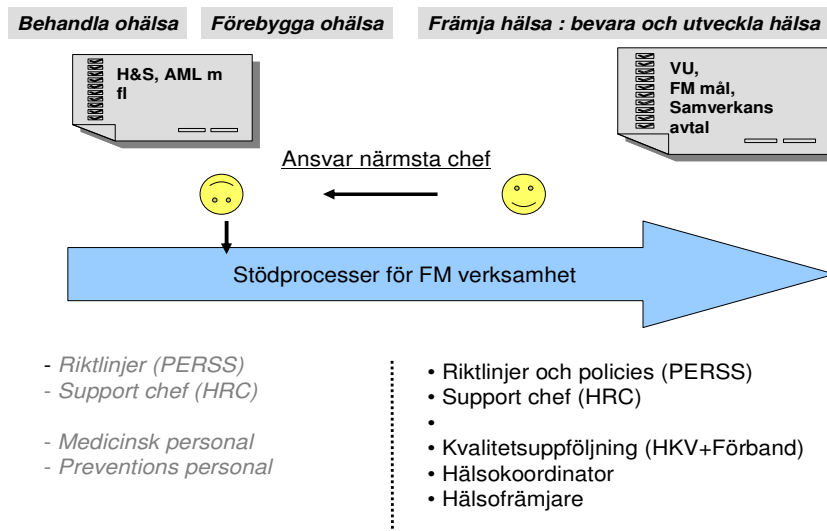 Behandla ohälsa
Förebygga ohälsa
Främja hälsa : bevara och utveckla hälsa
H&S, AML m
fl
VU,
FM mål,
Samverkans
avtal
Ansvar närmsta chef
Stödprocesser för FM verksamhet
- Riktlinjer (PERSS)
- Support chef (HRC)
- Medicinsk personal
- Preventions personal
• Riktlinjer och policies (PERSS)
• Support chef (HRC)
•
• Kvalitetsuppföljning (HKV+Förband)
• Hälsokoordinator
• Hälsofrämjare